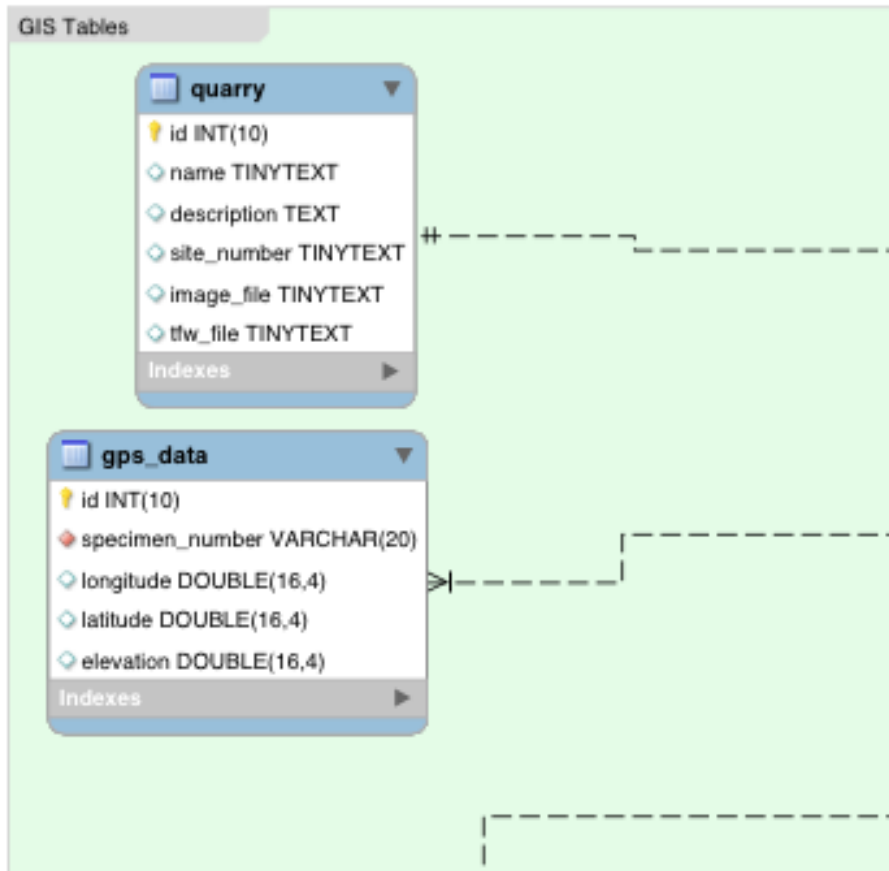 GIS Tables
quarry
id INT(10)
name TINYTEXT
description TEXT
site_number TINYTEXT
image_file TINYTEXT
tfw_file TINYTEXT
Indexes
gps_data
id INT(10)
specimen_number VARCHAR(20)
longitude DOUBLE(16,4)
latitude DOUBLE(16,4)
elevation DOUBLE(16,4)
Indexes